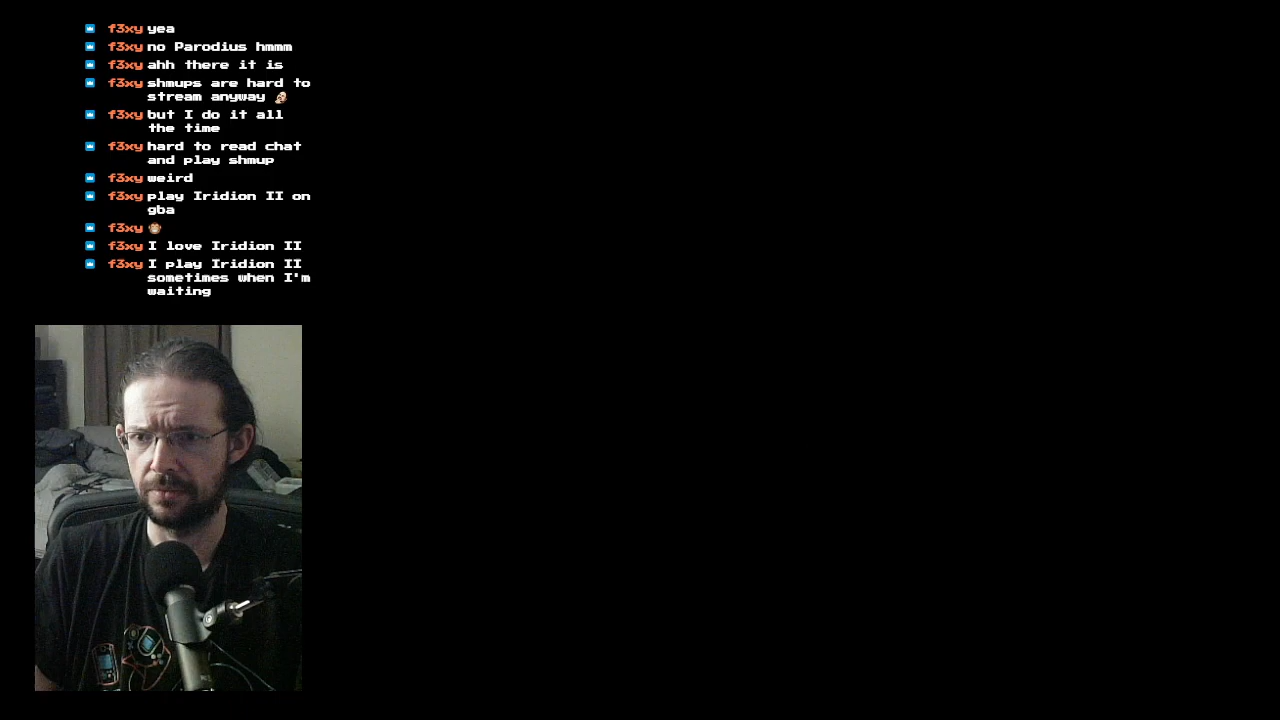 f3xy yea
f3xy no Parodius hmmm
f3xy ahh there it is
f3xy shmups are hard to
stream anyway
f3xy but I do it all
the time
f3xy hard to read chat
and play shmup
f3xy weird
f3xy play Iridion II on
gba
f3xy
f3xy I love Iridion II
f3xy I play Iridion II
sometimes when I'm
waiting